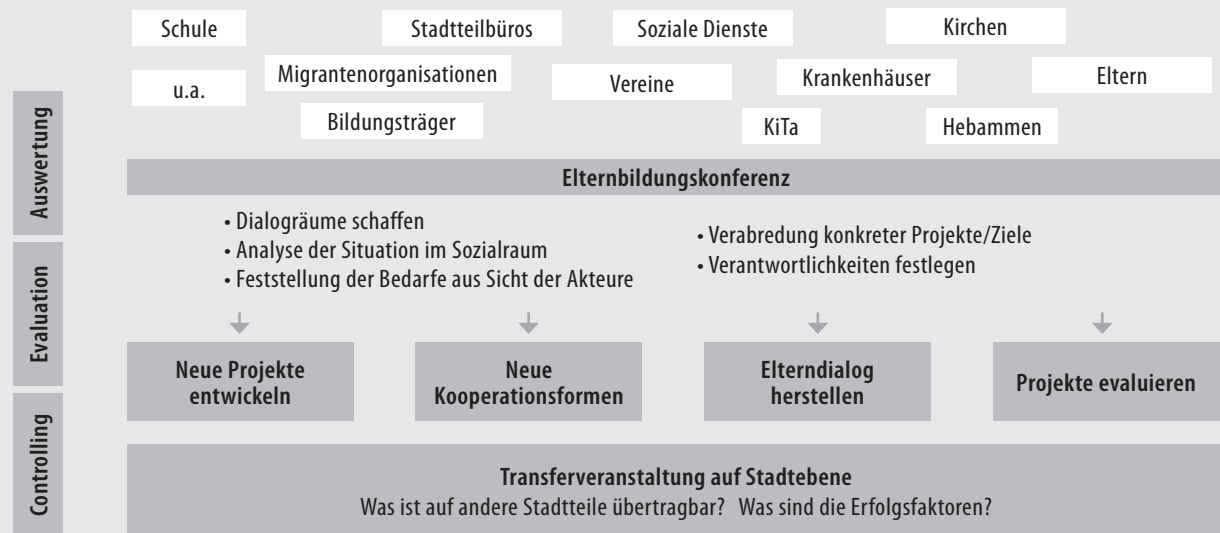 Schule
Stadtteilbüros
Soziale Dienste
Kirchen
u.a.
Migrantenorganisationen
Vereine
Krankenhäuser
Eltern
Bildungsträger
KiTa
Hebammen
Auswertung
Elternbildungskonferenz
• Dialogräume schaffen
• Analyse der Situation im Sozialraum
• Feststellung der Bedarfe aus Sicht der Akteure
• Verabredung konkreter Projekte/Ziele
• Verantwortlichkeiten festlegen
Evaluation
Neue Projekte
entwickeln
Neue
Kooperationsformen
Elterndialog
herstellen
Projekte evaluieren
Controlling
Transferveranstaltung auf Stadtebene
Was ist auf andere Stadtteile übertragbar? Was sind die Erfolgsfaktoren?